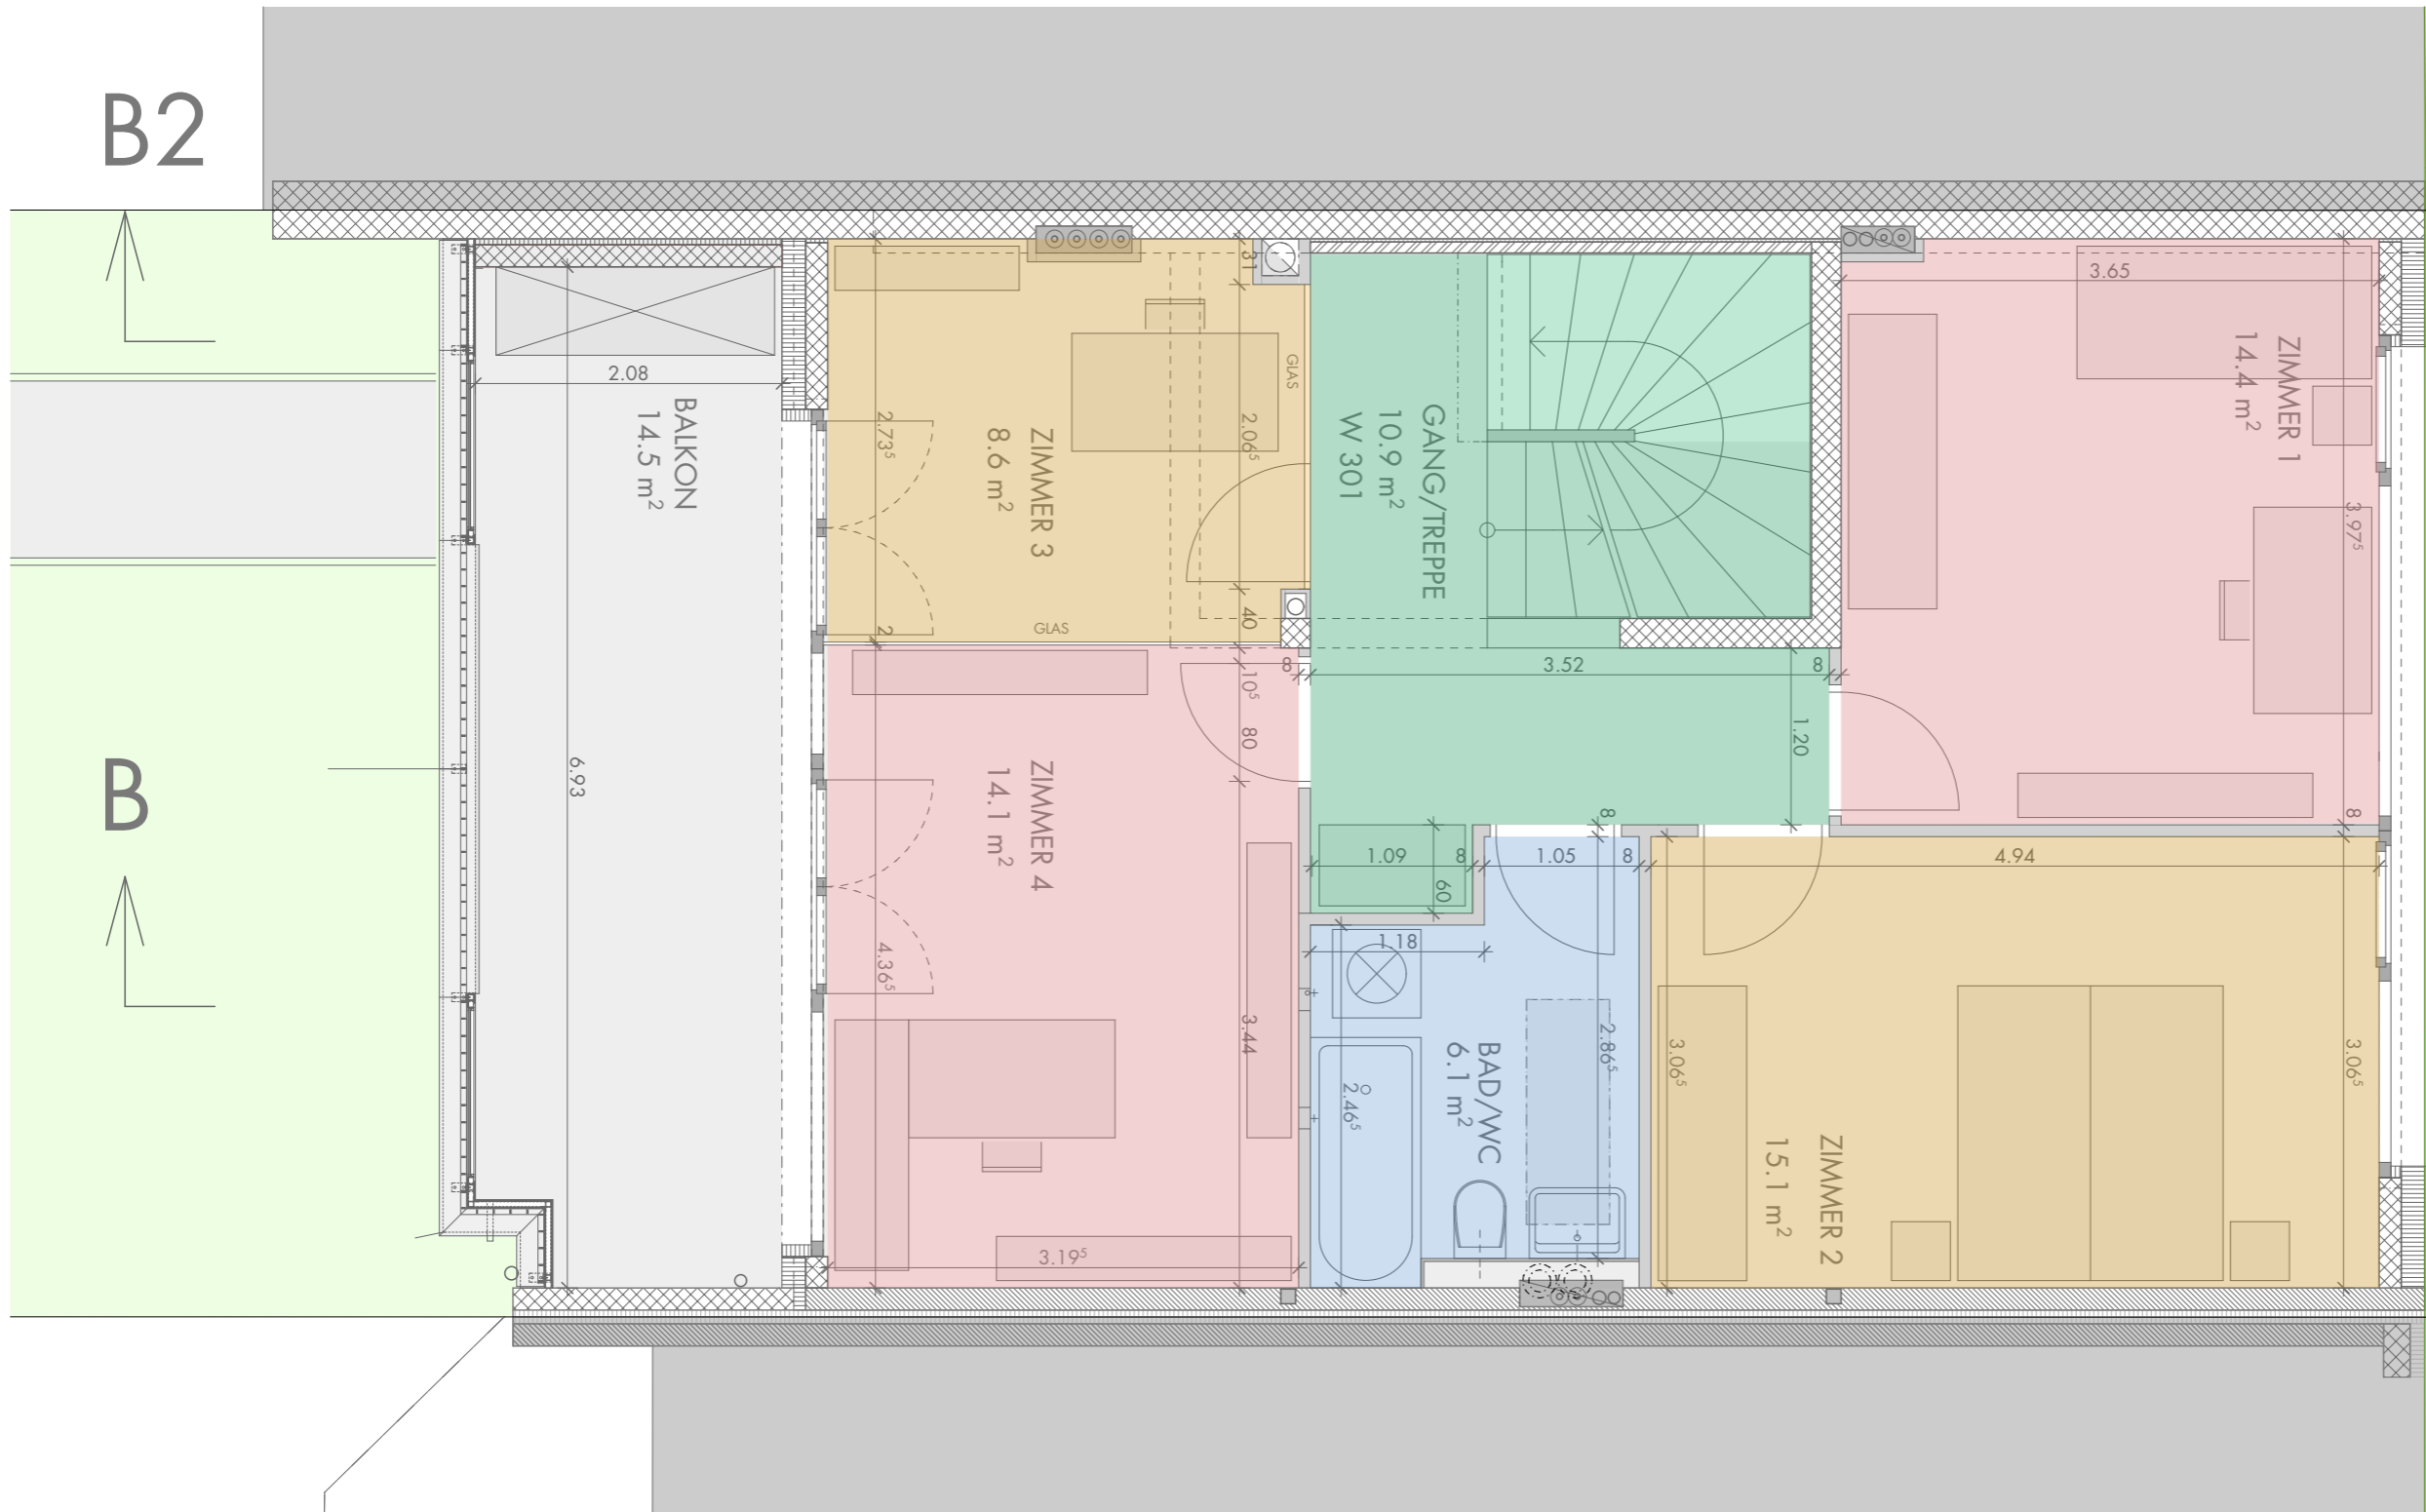 B2
B
BALKON
14.5 m²
2.08
6.93
ZIMMER 3
8.6 m²
2.73⁵
2
31
2.06⁵
40
GLAS
GLAS
GANG/TREPPE
10.9 m²
W 301
8
3.52
8
1.20
ZIMMER 1
14.4 m²
3.65
3.97⁵
8
ZIMMER 4
14.1 m²
10⁵
80
4.36⁵
3.44
3.19⁵
1.09
8
1.05
8
4.94
8
60
1.18
BAD/WC
6.1 m²
2.46⁵
2.86⁵
ZIMMER 2
15.1 m²
3.06⁵
3.06⁵